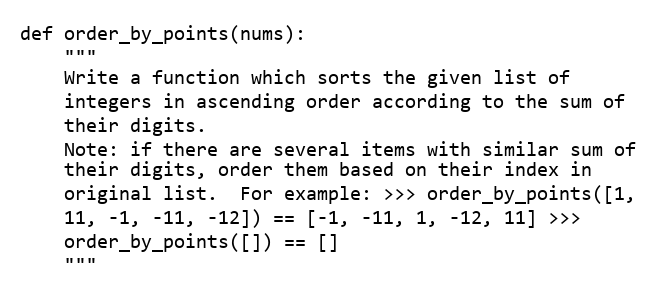 def order_by_points(nums):
"""
Write a function which sorts the given list of
integers in ascending order according to the sum of
their digits.
Note: if there are several items with similar sum of
their digits, order them based on their index in
original list.  For example: >>> order_by_points([1,
11, -1, -11, -12]) == [-1, -11, 1, -12, 11] >>>
order_by_points([]) == []
"""